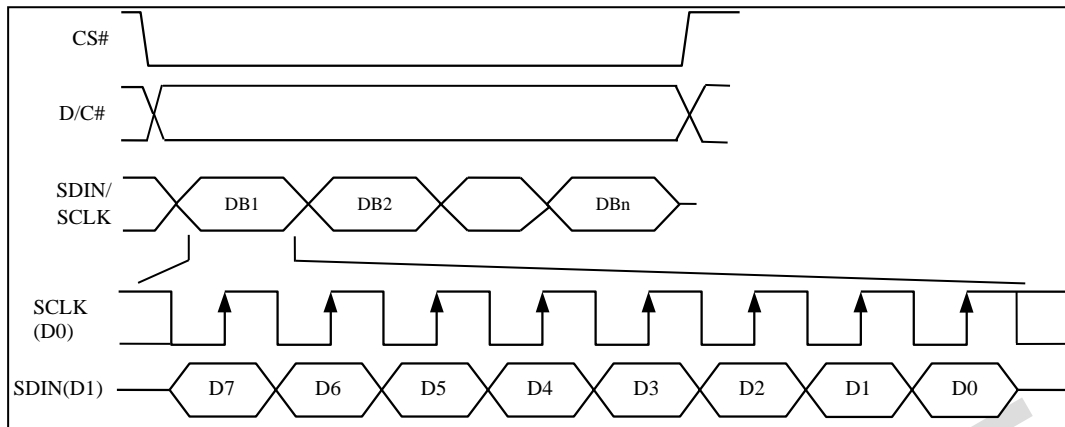 CS#
D/C#
SDIN/
SCLK
DB1 DB2 DBn
SCLK
(D0)
SDIN(D1) D7 D6 D5 D4 D3 D2 D1 D0